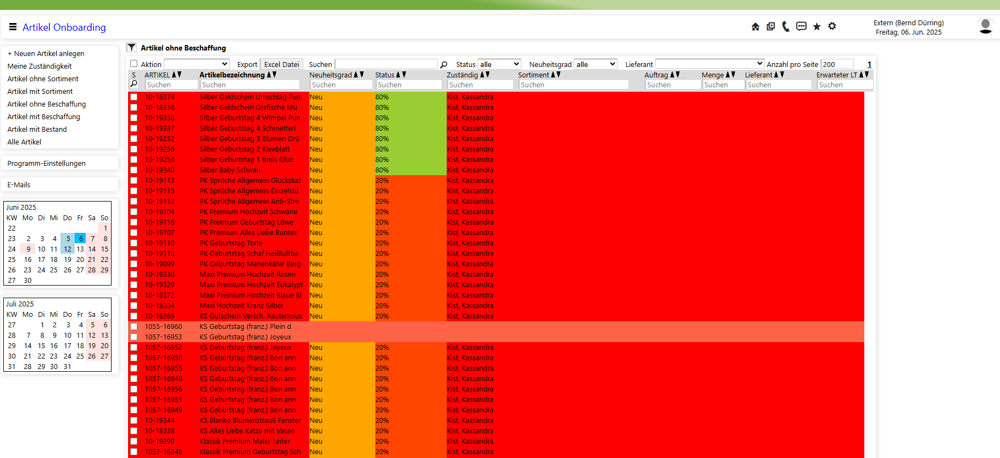 Artikel Onboarding
Extern (Bernd Dürring)
Freitag, 06. Jun. 2025
+ Neuen Artikel anlegen
Meine Zuständigkeit
Artikel ohne Sortiment
Artikel mit Sortiment
Artikel ohne Beschaffung
Artikel mit Beschaffung
Artikel mit Bestand
Alle Artikel
Programm-Einstellungen
E-Mails
Juni 2025
KW Mo Di Mi Do Fr Sa So
22 1
23 2 3 4 5 6 7 8
24 9 10 11 12 13 14 15
25 16 17 18 19 20 21 22
26 23 24 25 26 27 28 29
27 30
Juli 2025
KW Mo Di Mi Do Fr Sa So
27 1 2 3 4 5 6
28 7 8 9 10 11 12 13
29 14 15 16 17 18 19 20
30 21 22 23 24 25 26 27
31 28 29 30 31
Artikel ohne Beschaffung
Aktion Export Excel Datei Suchen Status alle Neuheitsgrad alle Lieferant Anzahl pro Seite 200 1
S ARTIKEL Artikelbezeichnung Neuheitsgrad Status Zuständig Sortiment Auftrag Menge Lieferant Erwarteter LT
Suchen Suchen Suchen Suchen Suchen Suchen Suchen Suchen Suchen Suchen
10-18374 Silber Geldschein Umschlag Pun Neu 80% Kist, Kassandra
10-18316 Silber Geldschein Grafische Mu Neu 80% Kist, Kassandra
10-19338 Silber Geburtstag 4 Wimpel Pun Neu 80% Kist, Kassandra
10-19337 Silber Geburtstag 4 Schmetterl Neu 80% Kist, Kassandra
10-19252 Silber Geburtstag 3 Blumen Grü Neu 80% Kist, Kassandra
10-19258 Silber Geburtstag 2 Kleeblatt Neu 80% Kist, Kassandra
10-19253 Silber Geburtstag 1 Kreis Glüc Neu 80% Kist, Kassandra
10-19340 Silber Baby Schwan Neu 80% Kist, Kassandra
10-19113 PK Sprüche Allgemein Glückskat Neu 20% Kist, Kassandra
10-19115 PK Sprüche Allgemein Einzelstü Neu 20% Kist, Kassandra
10-19112 PK Sprüche Allgemein Anti-Stre Neu 20% Kist, Kassandra
10-19104 PK Premium Hochzeit Schwäne Neu 20% Kist, Kassandra
10-19116 PK Premium Geburtstag Löwe Neu 20% Kist, Kassandra
10-19107 PK Premium Alles Liebe Buntes Neu 20% Kist, Kassandra
10-19110 PK Geburtstag Torte Neu 20% Kist, Kassandra
10-19118 PK Geburtstag Schaf Heißluftba Neu 20% Kist, Kassandra
10-19099 PK Geburtstag Marienkäfer Berg Neu 20% Kist, Kassandra
10-19330 Maxi Premium Hochzeit Rosen Neu 20% Kist, Kassandra
10-19329 Maxi Premium Hochzeit Eukalypt Neu 20% Kist, Kassandra
10-18372 Maxi Premium Hochzeit Blaue Bl Neu 20% Kist, Kassandra
10-18334 Maxi Hochzeit Kranz Silber Neu 20% Kist, Kassandra
10-18369 KS Gutschein Versch. Rautenmus Neu 20% Kist, Kassandra
1055-16960 KS Geburtstag (franz.) Plein d
1057-16953 KS Geburtstag (franz.) Joyeux
1057-16952 KS Geburtstag (franz.) Joyeux Neu 20% Kist, Kassandra
1057-16950 KS Geburtstag (franz.) Bon ann Neu 20% Kist, Kassandra
1057-16955 KS Geburtstag (franz.) Bon ann Neu 20% Kist, Kassandra
1057-16948 KS Geburtstag (franz.) Bon ann Neu 20% Kist, Kassandra
1057-16956 KS Geburtstag (franz.) Bon ann Neu 20% Kist, Kassandra
1057-16951 KS Geburtstag (franz.) Bon ann Neu 20% Kist, Kassandra
1057-16949 KS Geburtstag (franz.) Bon ann Neu 20% Kist, Kassandra
10-19344 KS Blanko Blumenstrauß Fenster Neu 20% Kist, Kassandra
10-18338 KS Alles Liebe Katze mit Vasen Neu 20% Kist, Kassandra
10-19298 Klassik Premium Maler Leiter Neu 20% Kist, Kassandra
1057-16348 Klassik Premium Geburtstag Sch Neu 20% Kist, Kassandra